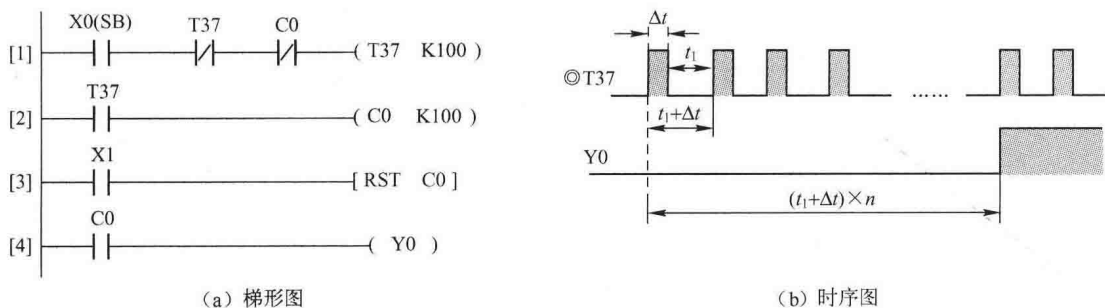 X0(SB) T37 C0
[1] ( T37 K100 )
T37
[2] ( C0 K100 )
X1
[3] [ RST C0 ]
C0
[4] ( Y0 )
(a) 梯形图
Δt
t₁
◎T37
……
t₁+Δt
Y0
(t₁+Δt)×n
(b) 时序图